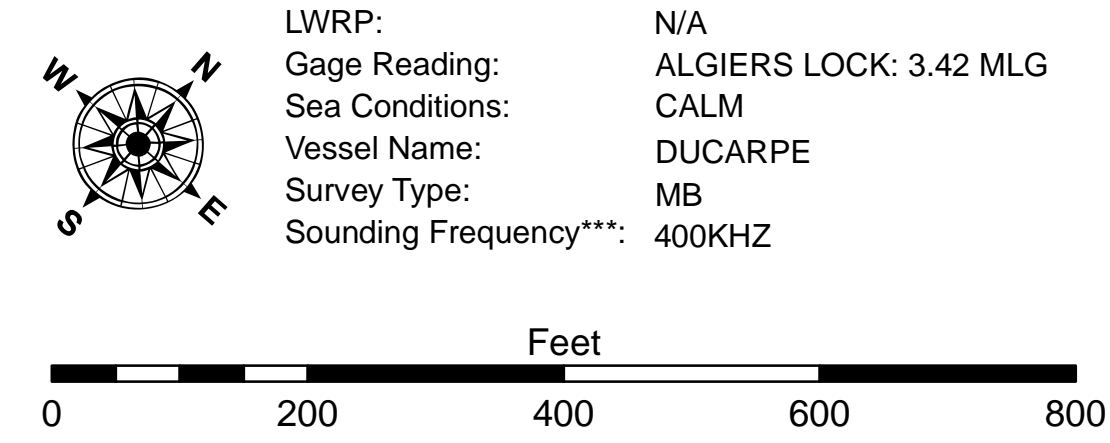 LWRP: N/A
Gage Reading: ALGIERS LOCK: 3.42 MLG
Sea Conditions: CALM
Vessel Name: DUCARPE
Survey Type: MB
Sounding Frequency***: 400KHZ
W N
S E
Feet
0 200 400 600 800